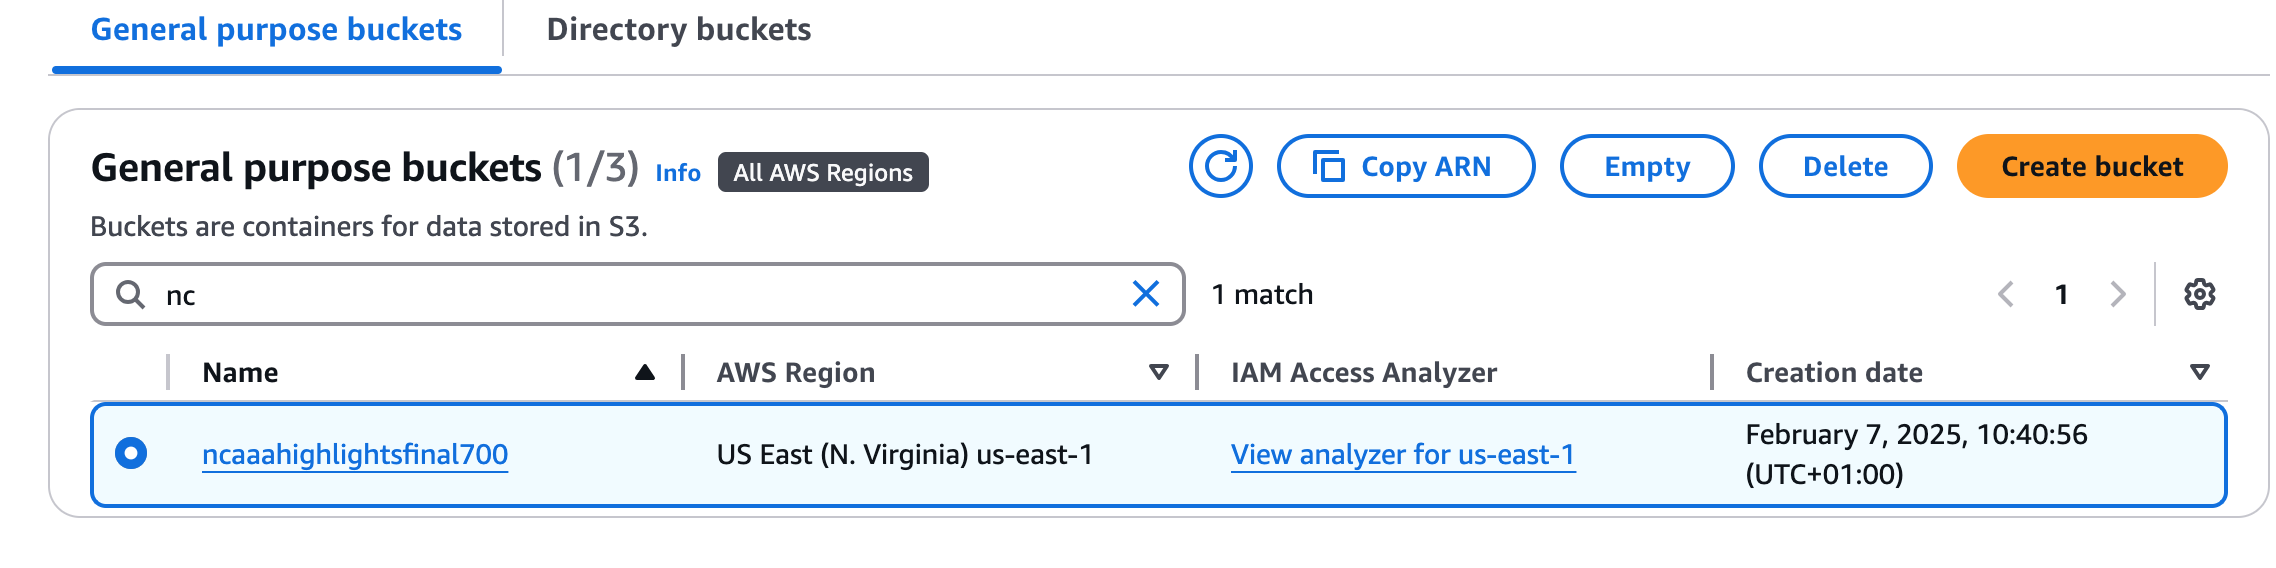 General purpose buckets Directory buckets
General purpose buckets (1/3) Info All AWS Regions Copy ARN Empty Delete Create bucket
Buckets are containers for data stored in S3.
nc 1 match 1
Name AWS Region IAM Access Analyzer Creation date
ncaaahighlightsfinal700 US East (N. Virginia) us-east-1 View analyzer for us-east-1 February 7, 2025, 10:40:56
(UTC+01:00)